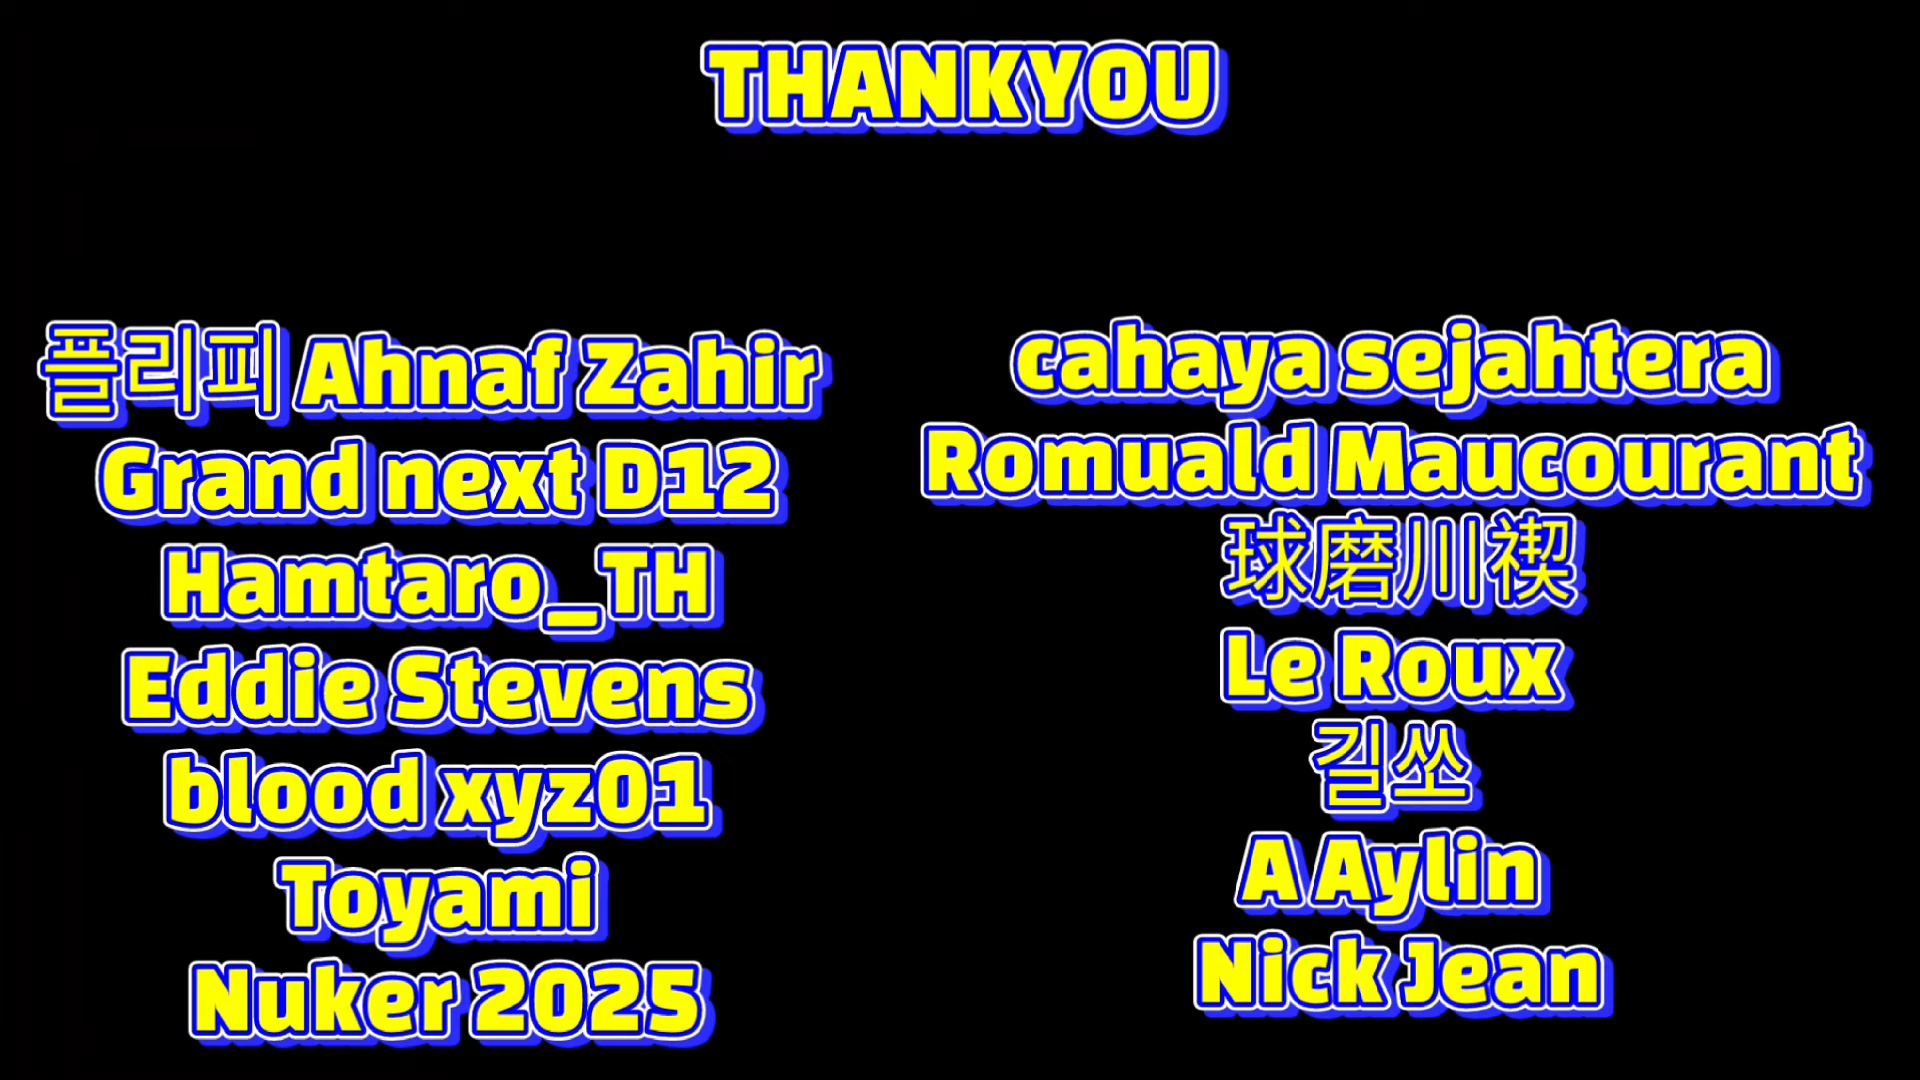 THANKYOU
플리피 Ahnaf Zahir
Grand next D12
Hamtaro_TH
Eddie Stevens
blood xyz01
Toyami
Nuker 2025
cahaya sejahtera
Romuald Maucourant
球磨川禊
Le Roux
길쏘
A Aylin
Nick Jean